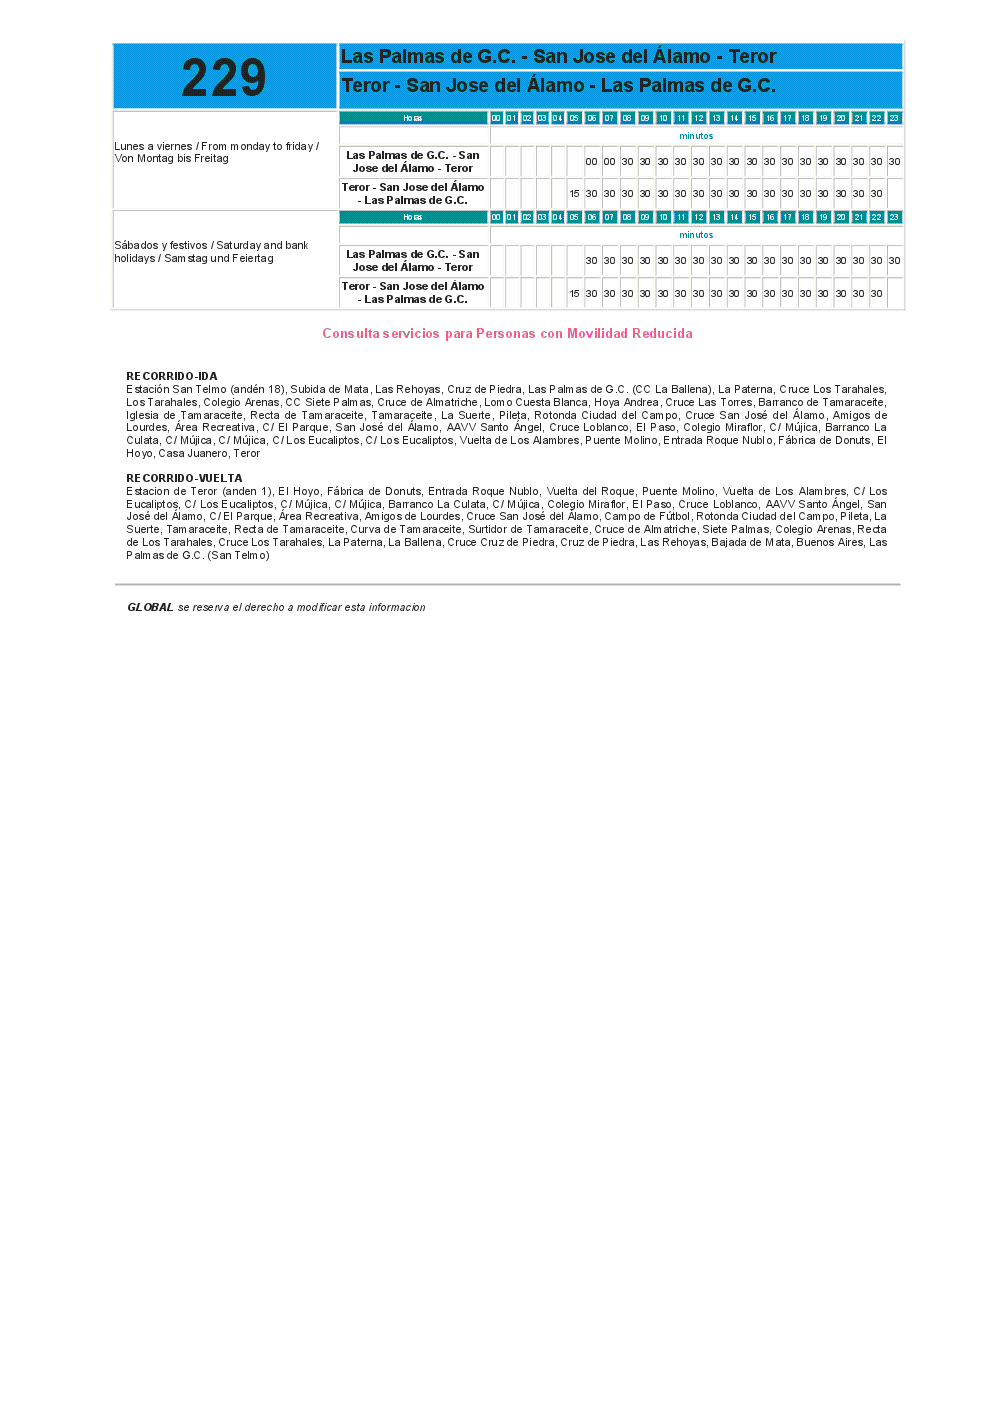 229
Las Palmas de G.C. - San Jose del Álamo - Teror
Teror - San Jose del Álamo - Las Palmas de G.C.
Lunes a viernes / From monday to friday /
Von Montag bis Freitag
Horas 00 01 02 03 04 05 06 07 08 09 10 11 12 13 14 15 16 17 18 19 20 21 22 23
minutos
Las Palmas de G.C. - San
Jose del Álamo - Teror
00 00 30 30 30 30 30 30 30 30 30 30 30 30 30 30 30 30
Teror - San Jose del Álamo
- Las Palmas de G.C.
15 30 30 30 30 30 30 30 30 30 30 30 30 30 30 30 30 30
Sábados y festivos / Saturday and bank
holidays / Samstag und Feiertag
Horas 00 01 02 03 04 05 06 07 08 09 10 11 12 13 14 15 16 17 18 19 20 21 22 23
minutos
Las Palmas de G.C. - San
Jose del Álamo - Teror
30 30 30 30 30 30 30 30 30 30 30 30 30 30 30 30 30 30
Teror - San Jose del Álamo
- Las Palmas de G.C.
15 30 30 30 30 30 30 30 30 30 30 30 30 30 30 30 30 30
Consulta servicios para Personas con Movilidad Reducida
RECORRIDO-IDA
Estación San Telmo (andén 18), Subida de Mata, Las Rehoyas, Cruz de Piedra, Las Palmas de G.C. (CC La Ballena), La Paterna, Cruce Los Tarahales,
Los Tarahales, Colegio Arenas, CC Siete Palmas, Cruce de Almatriche, Lomo Cuesta Blanca, Hoya Andrea, Cruce Las Torres, Barranco de Tamaraceite,
Iglesia de Tamaraceite, Recta de Tamaraceite, Tamaraceite, La Suerte, Pileta, Rotonda Ciudad del Campo, Cruce San José del Álamo, Amigos de
Lourdes, Área Recreativa, C/ El Parque, San José del Álamo, AAVV Santo Ángel, Cruce Loblanco, El Paso, Colegio Miraflor, C/ Mújica, Barranco La
Culata, C/ Mújica, C/ Mújica, C/ Los Eucaliptos, C/ Los Eucaliptos, Vuelta de Los Alambres, Puente Molino, Entrada Roque Nublo, Fábrica de Donuts, El
Hoyo, Casa Juanero, Teror
RECORRIDO-VUELTA
Estacion de Teror (anden 1), El Hoyo, Fábrica de Donuts, Entrada Roque Nublo, Vuelta del Roque, Puente Molino, Vuelta de Los Alambres, C/ Los
Eucaliptos, C/ Los Eucaliptos, C/ Mújica, C/ Mújica, Barranco La Culata, C/ Mújica, Colegio Miraflor, El Paso, Cruce Loblanco, AAVV Santo Ángel, San
José del Álamo, C/ El Parque, Área Recreativa, Amigos de Lourdes, Cruce San José del Álamo, Campo de Fútbol, Rotonda Ciudad del Campo, Pileta, La
Suerte, Tamaraceite, Recta de Tamaraceite, Curva de Tamaraceite, Surtidor de Tamaraceite, Cruce de Almatriche, Siete Palmas, Colegio Arenas, Recta
de Los Tarahales, Cruce Los Tarahales, La Paterna, La Ballena, Cruce Cruz de Piedra, Cruz de Piedra, Las Rehoyas, Bajada de Mata, Buenos Aires, Las
Palmas de G.C. (San Telmo)
GLOBAL se reserva el derecho a modificar esta informacion